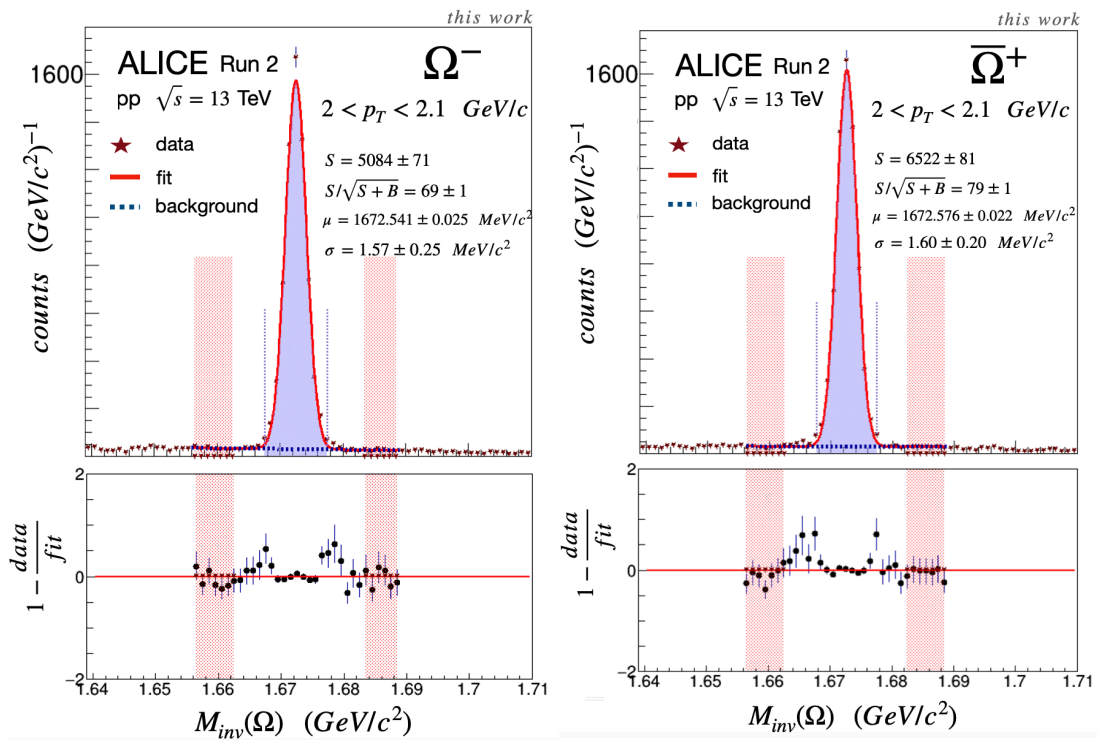 this work
ALICE Run 2
Ω⁻
pp √s = 13 TeV
2 < p_T < 2.1 GeV/c
data
fit
background
S = 5084 ± 71
S/√S + B = 69 ± 1
μ = 1672.541 ± 0.025 MeV/c²
σ = 1.57 ± 0.25 MeV/c²
1600
counts (GeV/c²)⁻¹
2
0
−2
1 − data/fit
1.64 1.65 1.66 1.67 1.68 1.69 1.7 1.71
M_inv(Ω) (GeV/c²)
this work
ALICE Run 2
Ω̅⁺
pp √s = 13 TeV
2 < p_T < 2.1 GeV/c
data
fit
background
S = 6522 ± 81
S/√S + B = 79 ± 1
μ = 1672.576 ± 0.022 MeV/c²
σ = 1.60 ± 0.20 MeV/c²
1600
counts (GeV/c²)⁻¹
2
0
−2
1 − data/fit
1.64 1.65 1.66 1.67 1.68 1.69 1.7 1.71
M_inv(Ω) (GeV/c²)